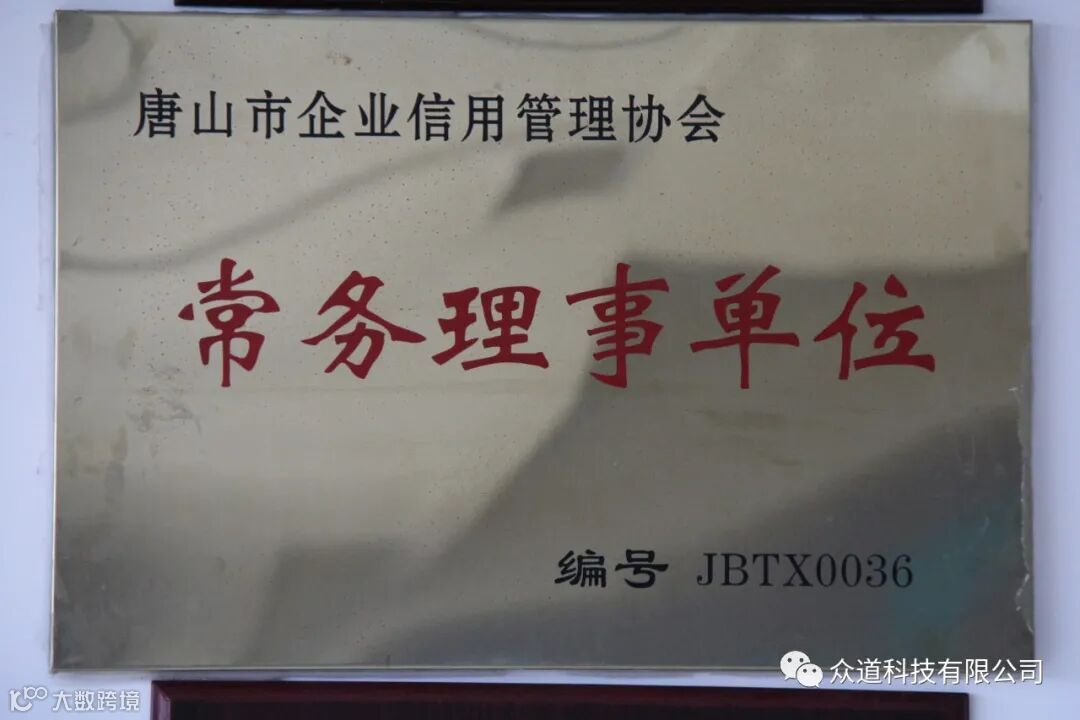 唐山市企业信用管理协会
常务理事单位
编号 JBTX0036
众道科技有限公司
大数跨境